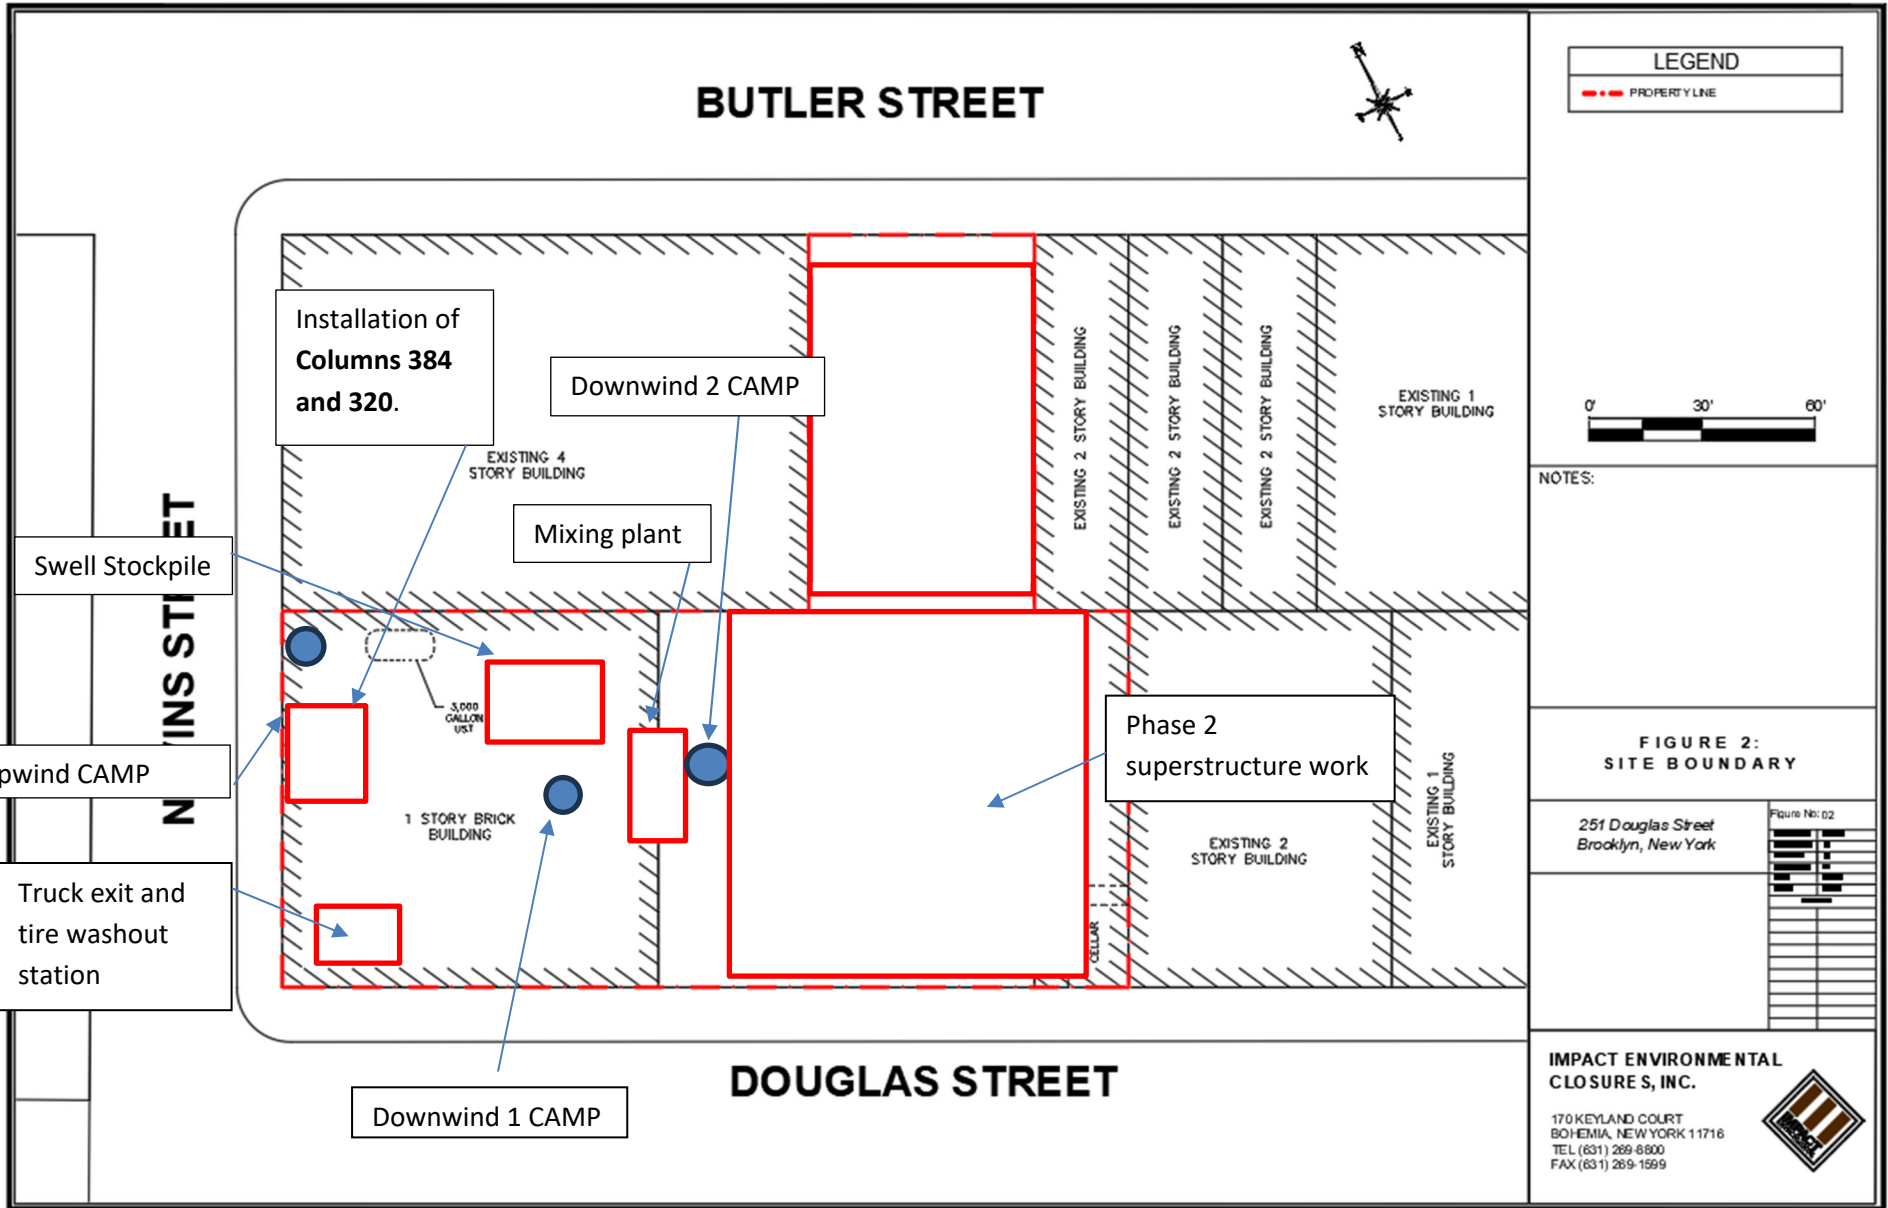 BUTLER STREET
N
LEGEND
PROPERTY LINE
0' 30' 60'
NOTES:
Installation of
Columns 384
and 320.
Downwind 2 CAMP
EXISTING 4
STORY BUILDING
Mixing plant
Swell Stockpile
EXISTING 2 STORY BUILDING
EXISTING 2 STORY BUILDING
EXISTING 2 STORY BUILDING
EXISTING 1
STORY BUILDING
3,000
GALLON
UST
pwind CAMP
1 STORY BRICK
BUILDING
Truck exit and
tire washout
station
Phase 2
superstructure work
EXISTING 2
STORY BUILDING
EXISTING 1
STORY BUILDING
CELLAR
Downwind 1 CAMP
DOUGLAS STREET
FIGURE 2:
SITE BOUNDARY
251 Douglas Street
Brooklyn, New York
Figure No: 02
IMPACT ENVIRONMENTAL
CLOSURES, INC.
170 KEYLAND COURT
BOHEMIA, NEW YORK 11716
TEL (631) 269-8800
FAX (631) 269-1599
IMPACT